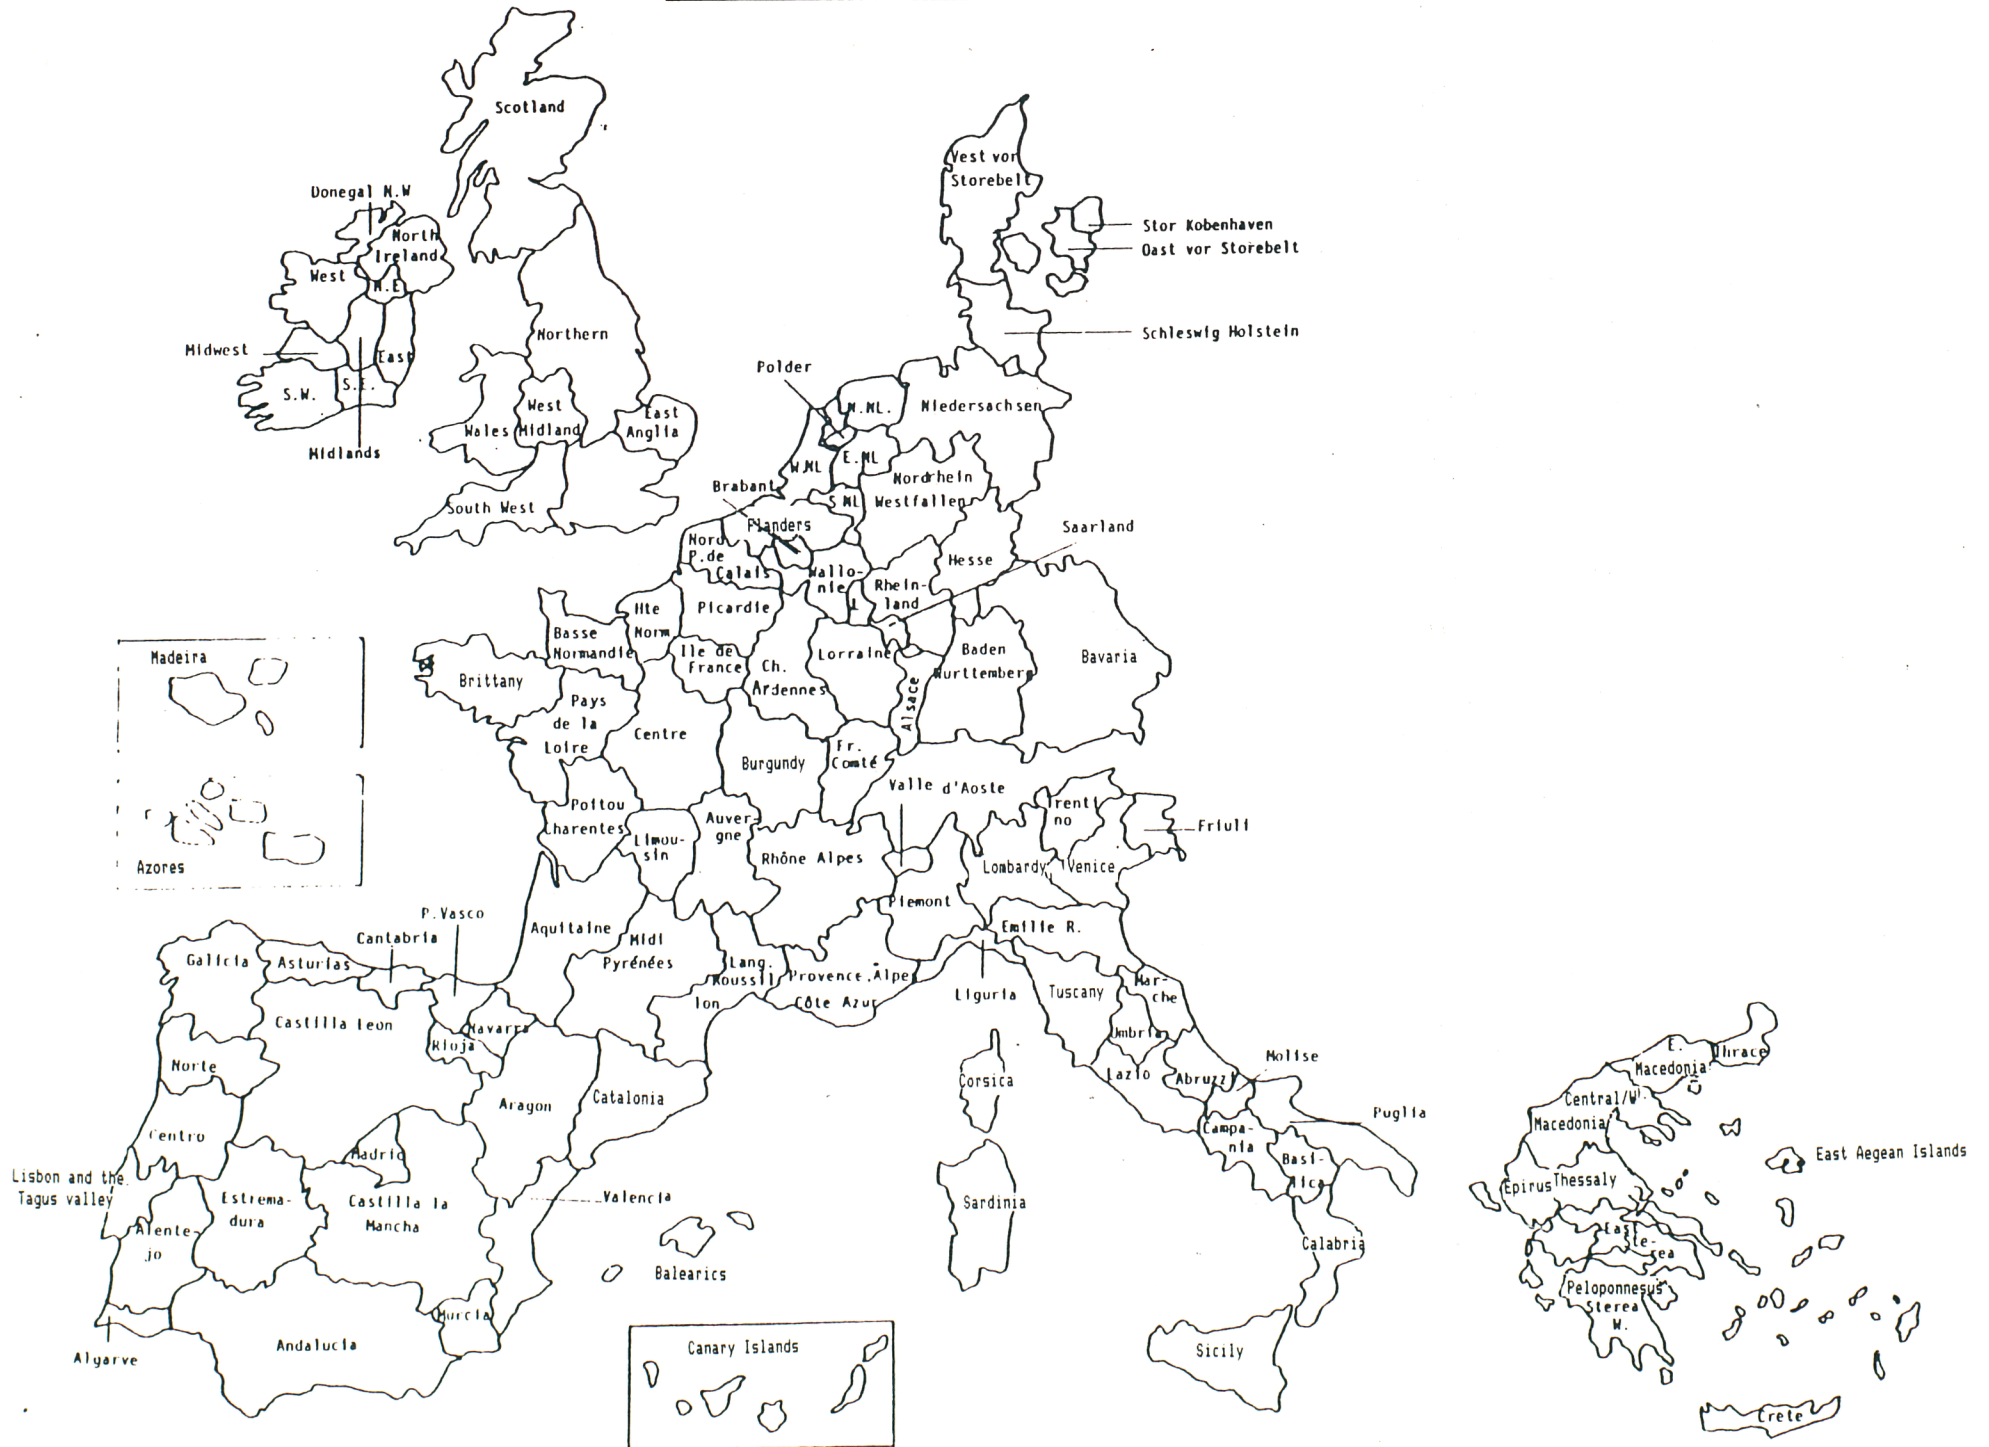 Scotland
Donegal N.W
North
Ireland
West
N.E
Midwest
East
S.W.
S.E.
Midlands
Northern
West
Midland
Wales
East
Anglia
South West
Vest vor
Storebelt
Stor Kobenhaven
Oast vor Storebelt
Schleswig Holstein
Polder
N.NL.
Niedersachsen
W.NL
E.NL
S NL
Nordrhein
Westfallen
Brabant
Flanders
Saarland
Nord
P.de
Calais
Wallo-
nie
L
Hesse
Rhein-
land
Picardie
Hte
Norm
Basse
Normandie
Ile de
France
Ch.
Ardennes
Lorraine
Alsace
Baden
Wurttemberg
Bavaria
Brittany
Pays
de la
Loire
Centre
Burgundy
Fr.
Comté
Valle d'Aoste
Poitou
Charentes
Limou-
sin
Auver-
gne
Rhône Alpes
Trenti
no
Friuli
Lombardy
Venice
Piemont
Emilie R.
Madeira
Azores
Aquitaine
Midi
Pyrénées
Lang.
Roussil
lon
Provence.Alpe
Côte Azur
Liguria
Tuscany
Mar-
che
Umbria
Lazio
Abruzzi
Molise
Puglia
Campa-
nia
Basi-
lica
Calabria
Sicily
Corsica
Sardinia
P.Vasco
Cantabria
Galicia
Asturias
Castilla Leon
Navarra
Rioja
Norte
Centro
Aragon
Catalonia
Madrid
Lisbon and the
Tagus valley
Estrema-
dura
Castilla la
Mancha
Valencia
Alente-
jo
Balearics
Murcia
Andalucia
Algarve
Canary Islands
E.
Macedonia
Thrace
Central/W.
Macedonia
East Aegean Islands
Epirus
Thessaly
East
Ste-
rea
Peloponnesus
Sterea
W.
Crete